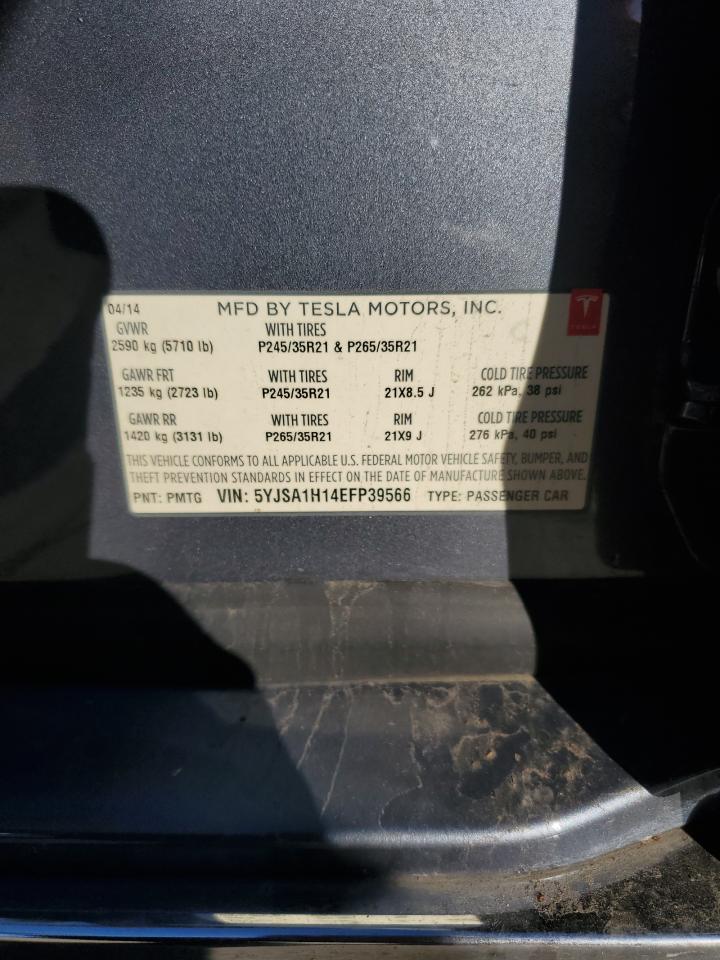 04/14 MFD BY TESLA MOTORS, INC.
TESLA
GVWR WITH TIRES
2590 kg (5710 lb) P245/35R21 & P265/35R21
GAWR FRT WITH TIRES RIM COLD TIRE PRESSURE
1235 kg (2723 lb) P245/35R21 21X8.5 J 262 kPa, 38 psi
GAWR RR WITH TIRES RIM COLD TIRE PRESSURE
1420 kg (3131 lb) P265/35R21 21X9 J 276 kPa, 40 psi
THIS VEHICLE CONFORMS TO ALL APPLICABLE U.S. FEDERAL MOTOR VEHICLE SAFETY, BUMPER, AND
THEFT PREVENTION STANDARDS IN EFFECT ON THE DATE OF MANUFACTURE SHOWN ABOVE.
PNT: PMTG VIN: 5YJSA1H14EFP39566 TYPE: PASSENGER CAR